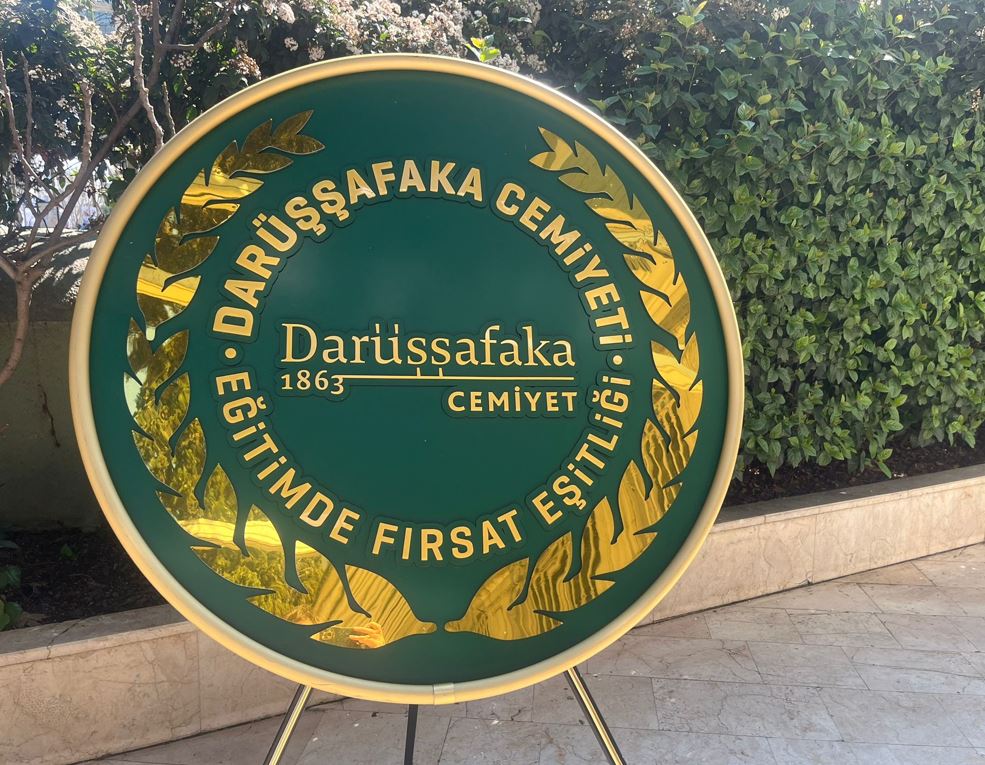 DARÜŞŞAFAKA CEMİYETİ
Darüşşafaka
1863
CEMİYET
• EĞİTİMDE FIRSAT EŞİTLİĞİ •